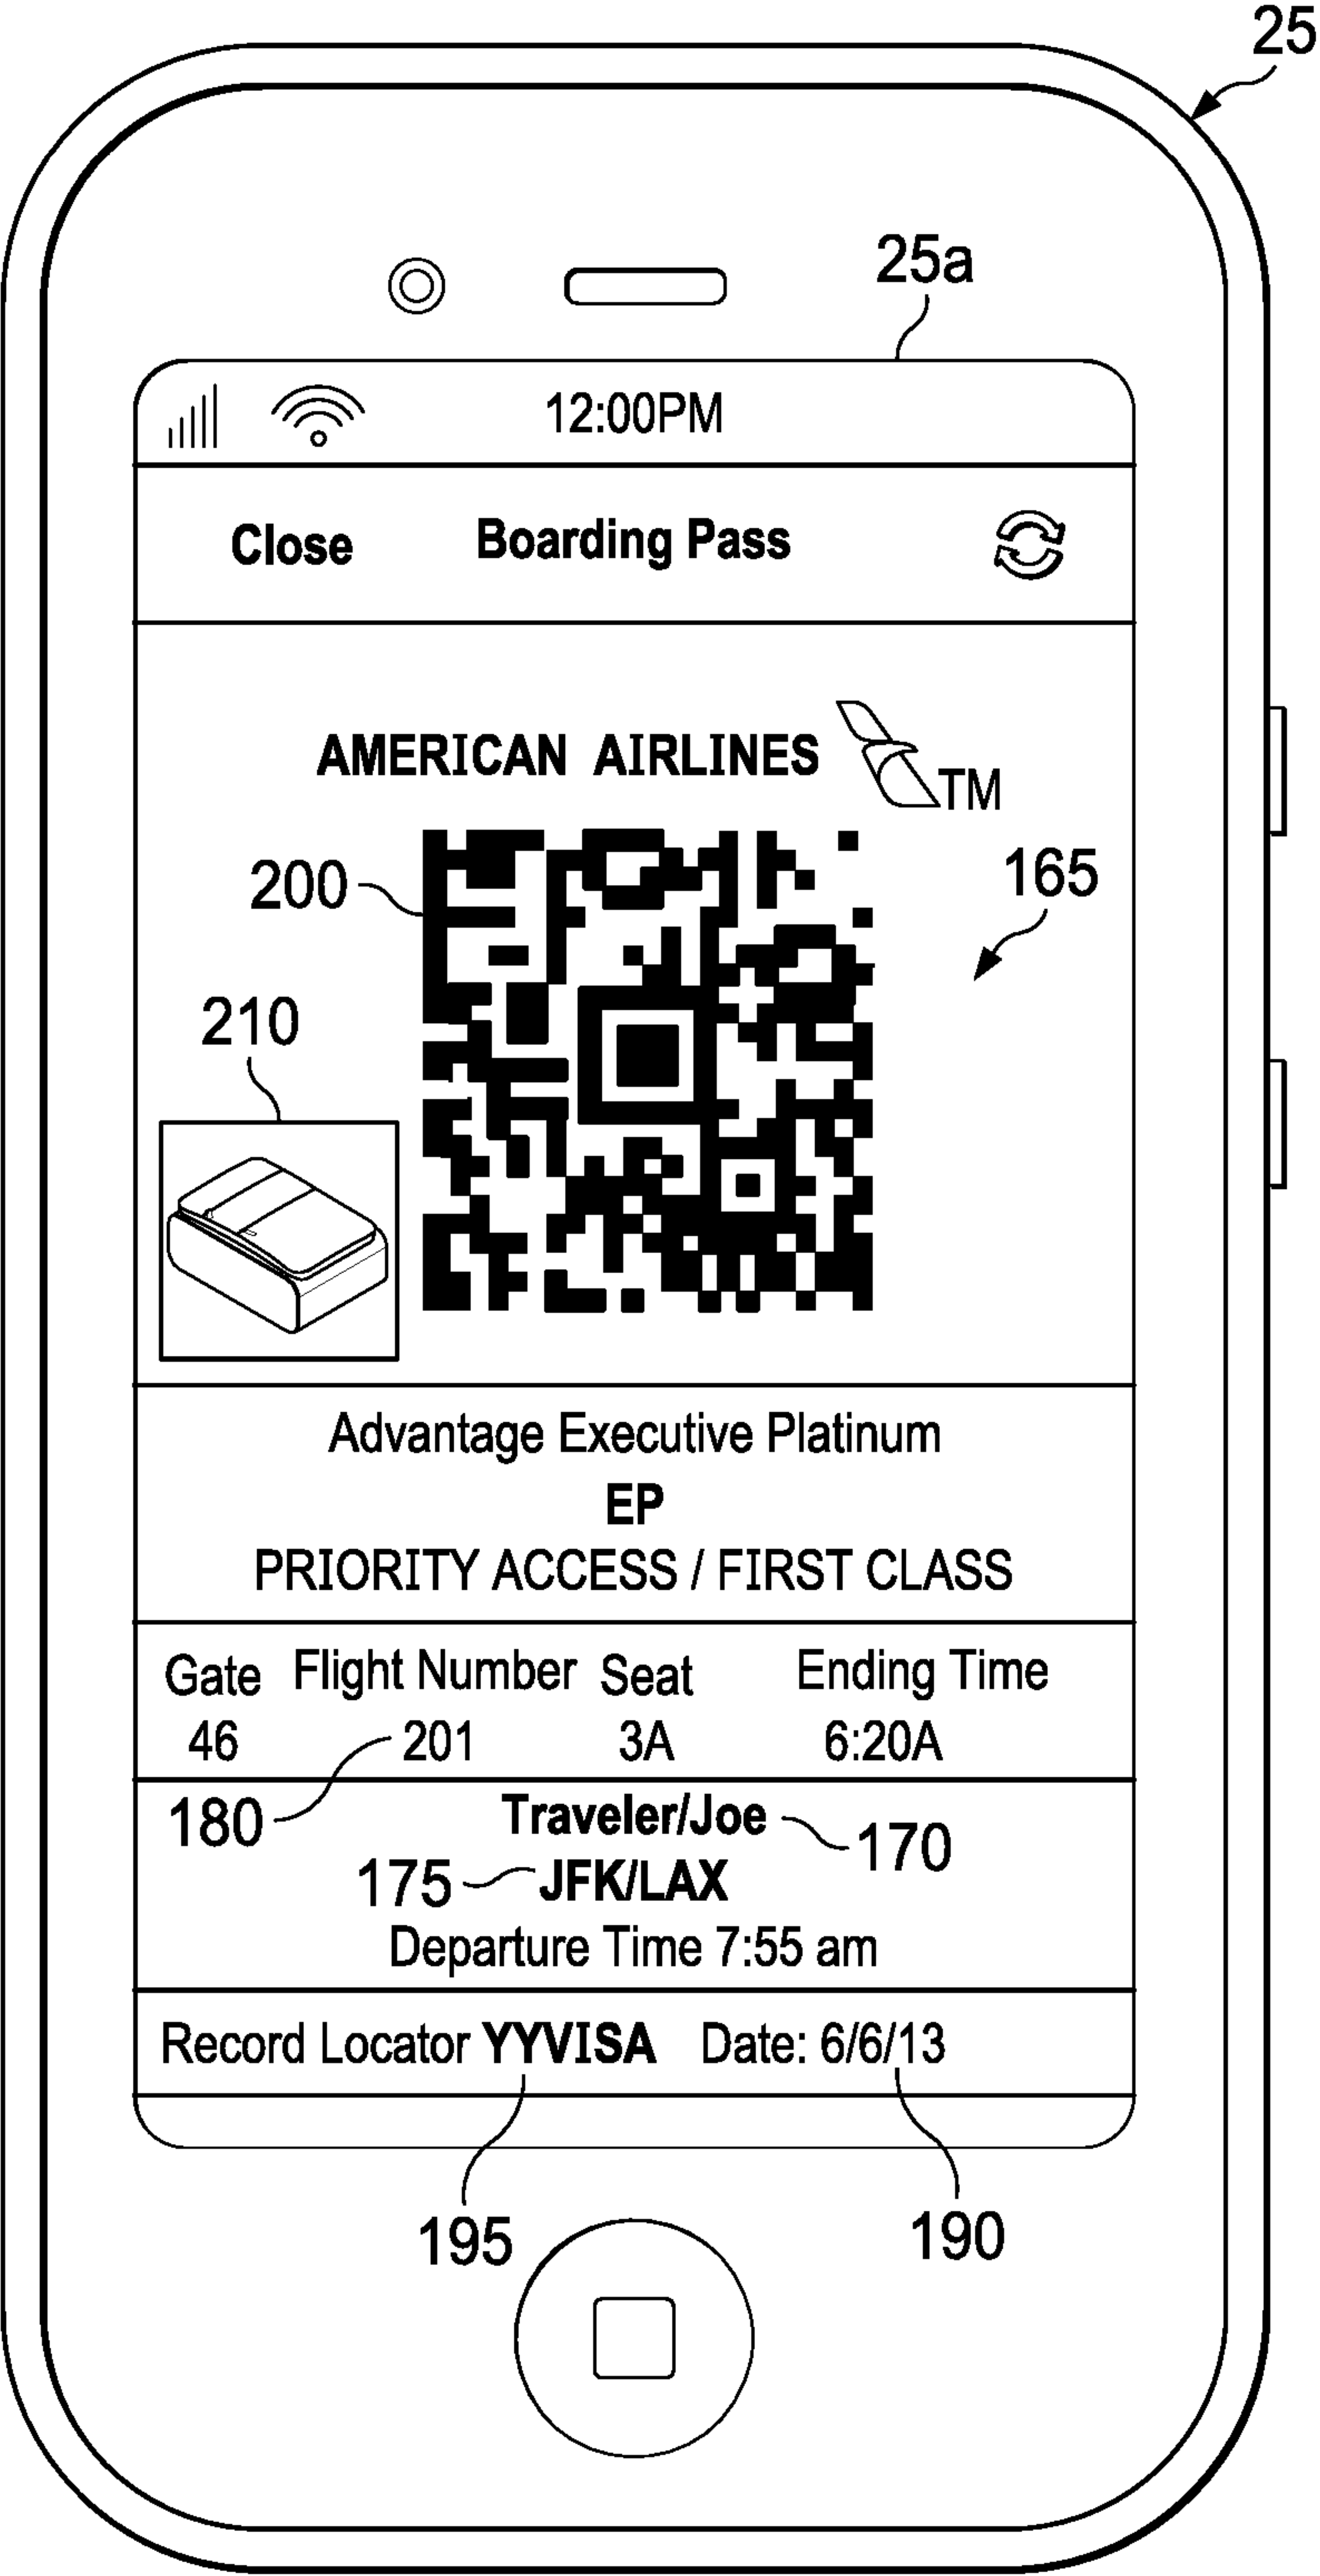 25
25a
12:00PM
Close Boarding Pass
AMERICAN AIRLINES TM
200
165
210
Advantage Executive Platinum
EP
PRIORITY ACCESS / FIRST CLASS
Gate Flight Number Seat Ending Time
46 201 3A 6:20A
180 Traveler/Joe 170
175 JFK/LAX
Departure Time 7:55 am
Record Locator YYVISA Date: 6/6/13
195 190